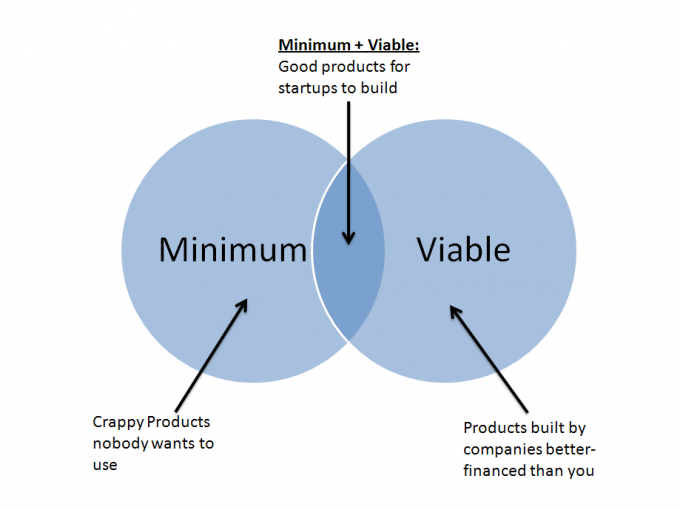 Minimum + Viable:
Good products for
startups to build
Minimum
Viable
Crappy Products
nobody wants to
use
Products built by
companies better-
financed than you